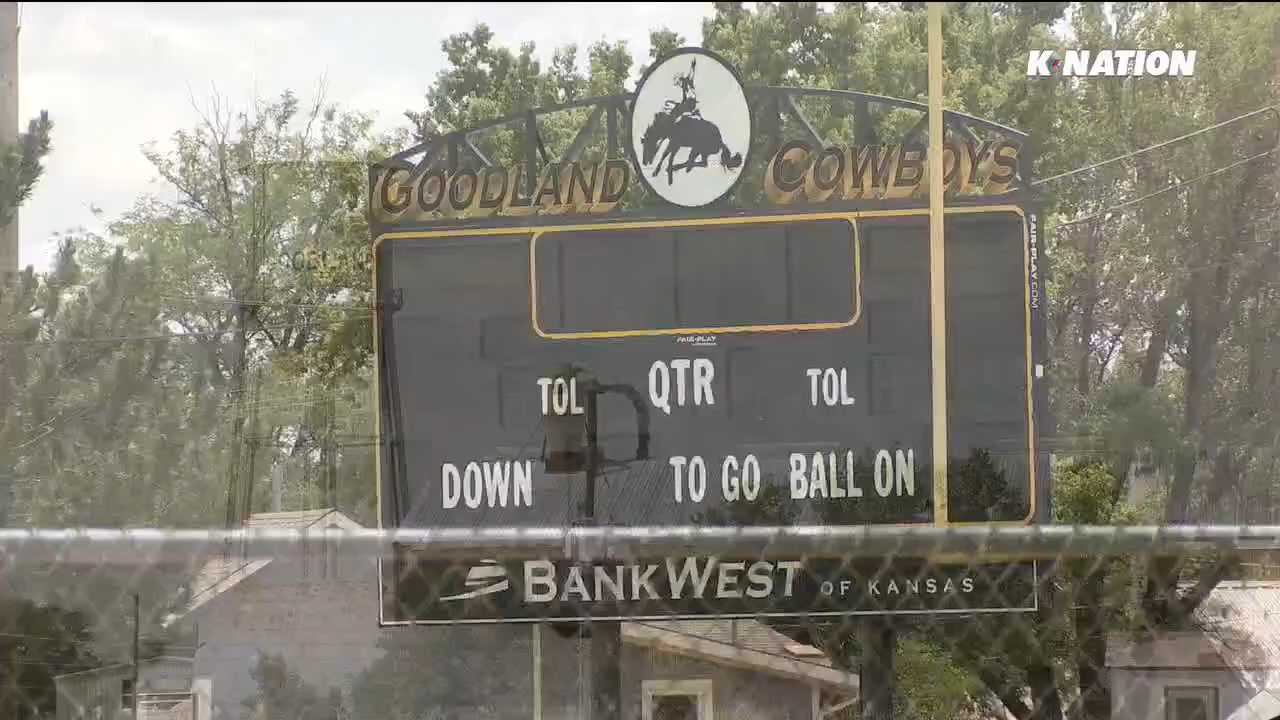 K·NATION
GOODLAND COWBOYS
FAIR-PLAY.COM
FAIR-PLAY
TOL QTR TOL
DOWN TO GO BALL ON
BANKWEST OF KANSAS